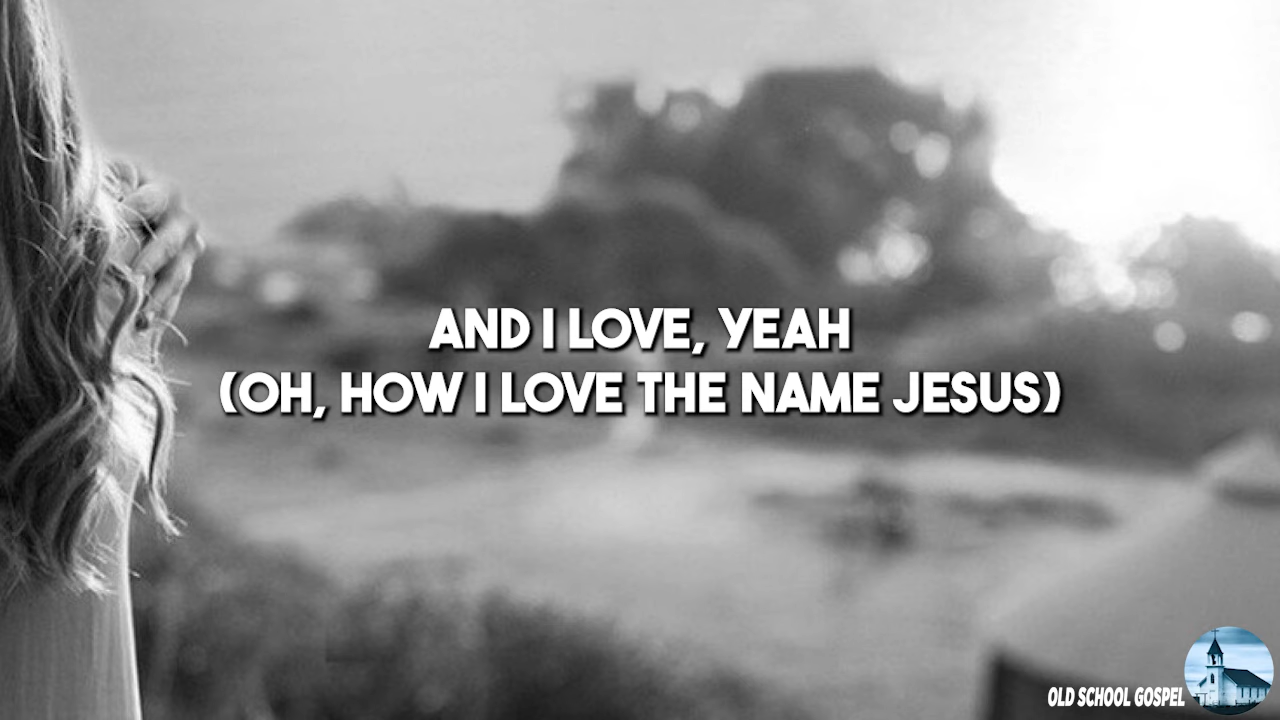 AND I LOVE, YEAH
(OH, HOW I LOVE THE NAME JESUS)
OLD SCHOOL GOSPEL